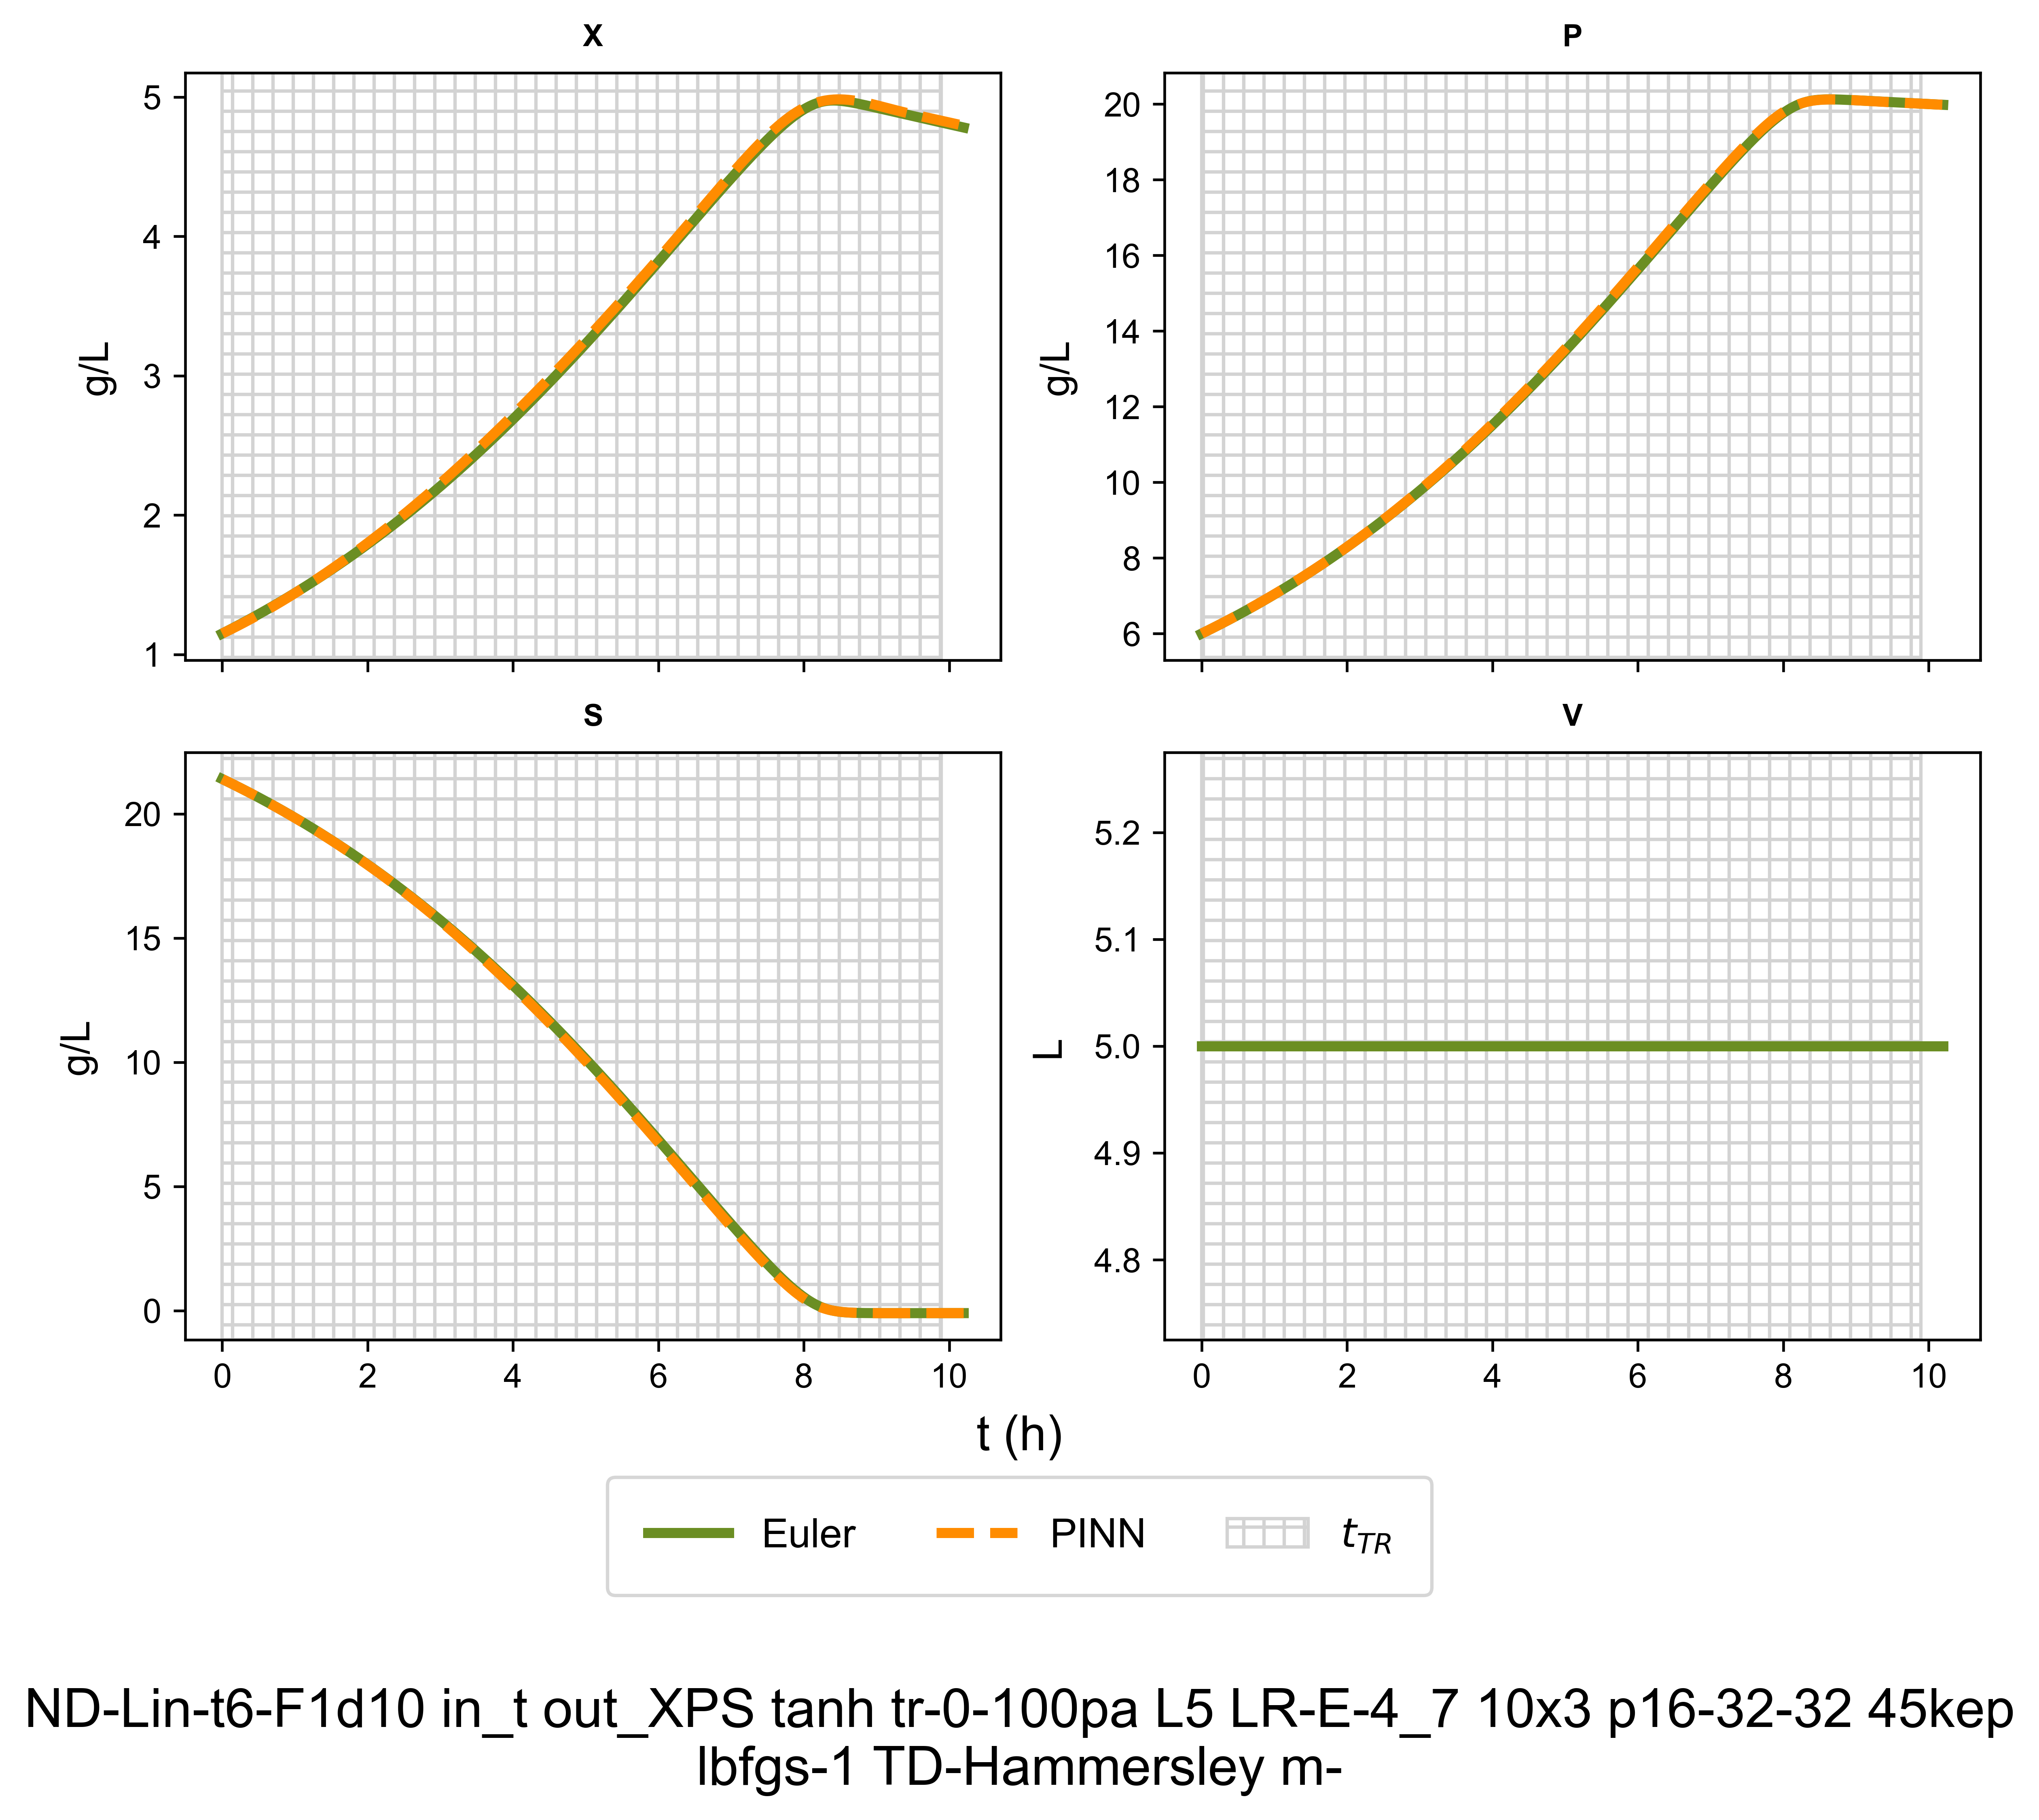 X
5
4
3
2
1
g/L
P
20
18
16
14
12
10
8
6
g/L
S
20
15
10
5
0
g/L
0 2 4 6 8 10
V
5.2
5.1
5.0
4.9
4.8
L
0 2 4 6 8 10
t (h)
Euler PINN t_{TR}
ND-Lin-t6-F1d10 in_t out_XPS tanh tr-0-100pa L5 LR-E-4_7 10x3 p16-32-32 45kep
lbfgs-1 TD-Hammersley m-